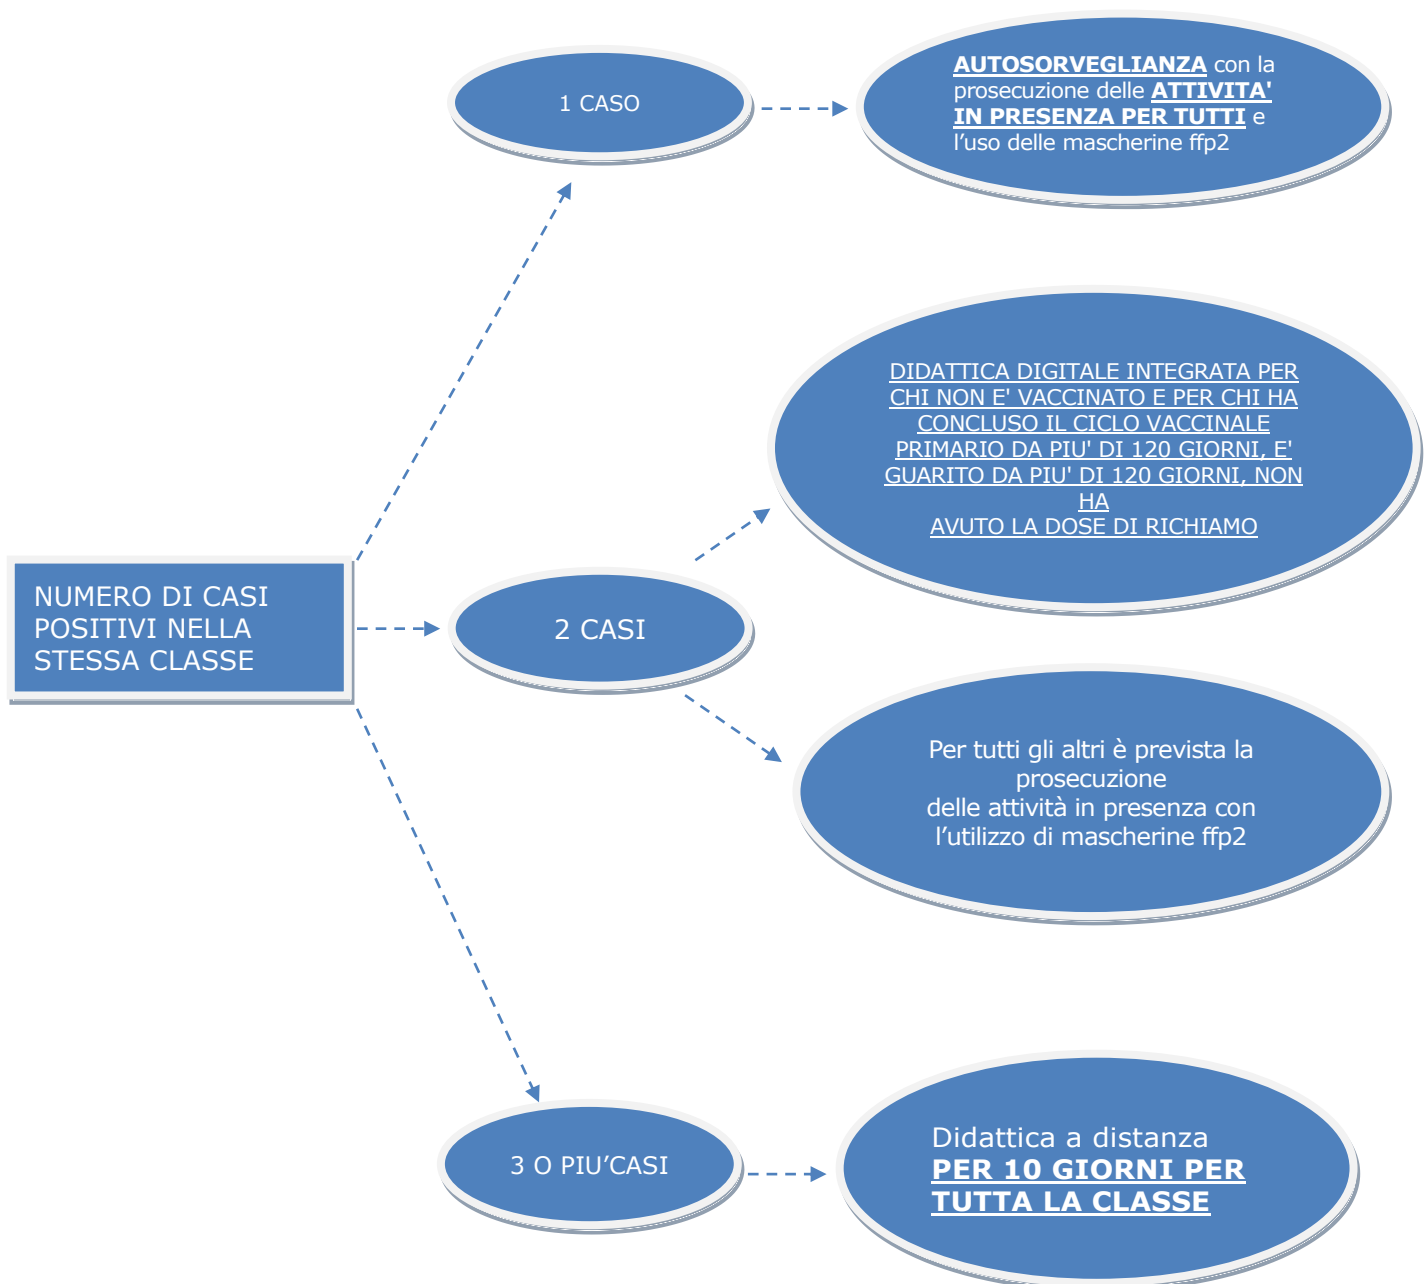 1 CASO
AUTOSORVEGLIANZA con la
prosecuzione delle ATTIVITA'
IN PRESENZA PER TUTTI e
l’uso delle mascherine ffp2
NUMERO DI CASI
POSITIVI NELLA
STESSA CLASSE
2 CASI
DIDATTICA DIGITALE INTEGRATA PER
CHI NON E' VACCINATO E PER CHI HA
CONCLUSO IL CICLO VACCINALE
PRIMARIO DA PIU' DI 120 GIORNI, E'
GUARITO DA PIU' DI 120 GIORNI, NON
HA
AVUTO LA DOSE DI RICHIAMO
Per tutti gli altri è prevista la
prosecuzione
delle attività in presenza con
l’utilizzo di mascherine ffp2
3 O PIU’CASI
Didattica a distanza
PER 10 GIORNI PER
TUTTA LA CLASSE